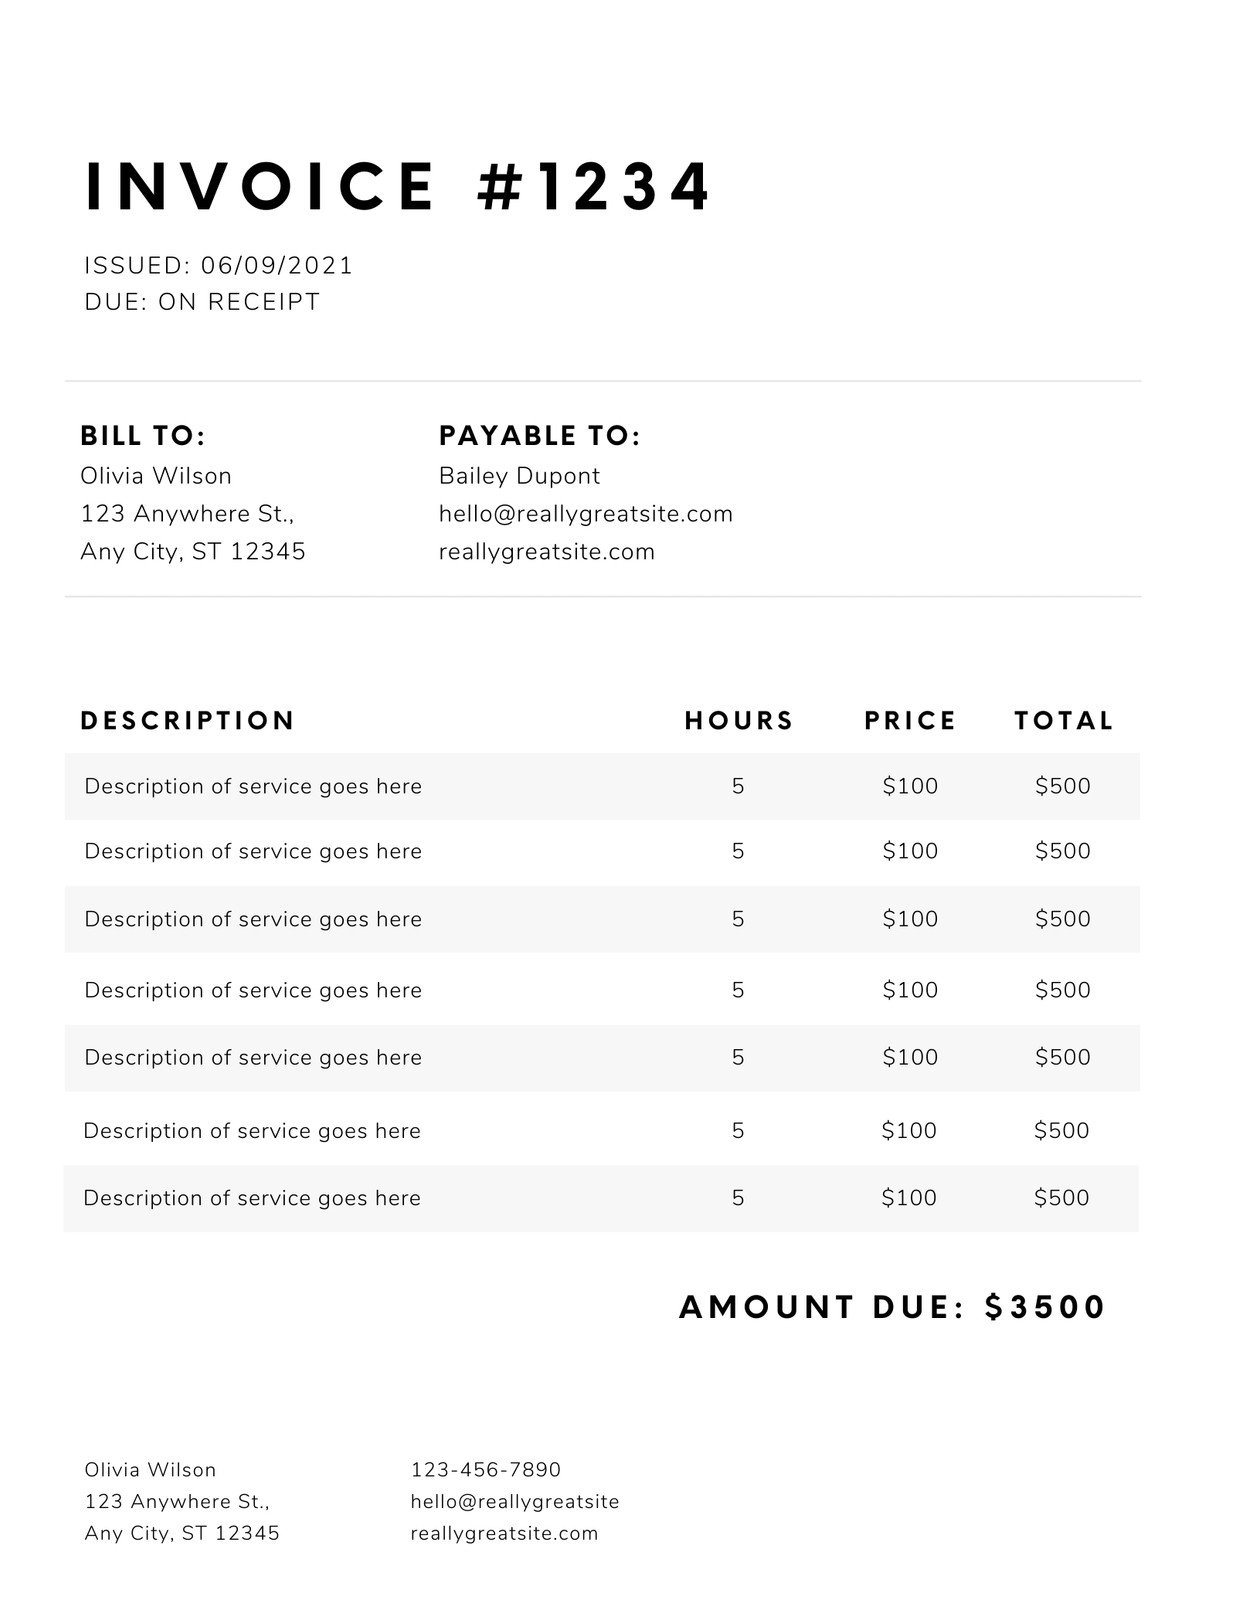 INVOICE #1234
ISSUED: 06/09/2021
DUE: ON RECEIPT
BILL TO:
Olivia Wilson
123 Anywhere St.,
Any City, ST 12345
PAYABLE TO:
Bailey Dupont
hello@reallygreatsite.com
reallygreatsite.com
DESCRIPTION HOURS PRICE TOTAL
Description of service goes here 5 $100 $500
Description of service goes here 5 $100 $500
Description of service goes here 5 $100 $500
Description of service goes here 5 $100 $500
Description of service goes here 5 $100 $500
Description of service goes here 5 $100 $500
Description of service goes here 5 $100 $500
AMOUNT DUE: $3500
Olivia Wilson
123 Anywhere St.,
Any City, ST 12345
123-456-7890
hello@reallygreatsite
reallygreatsite.com